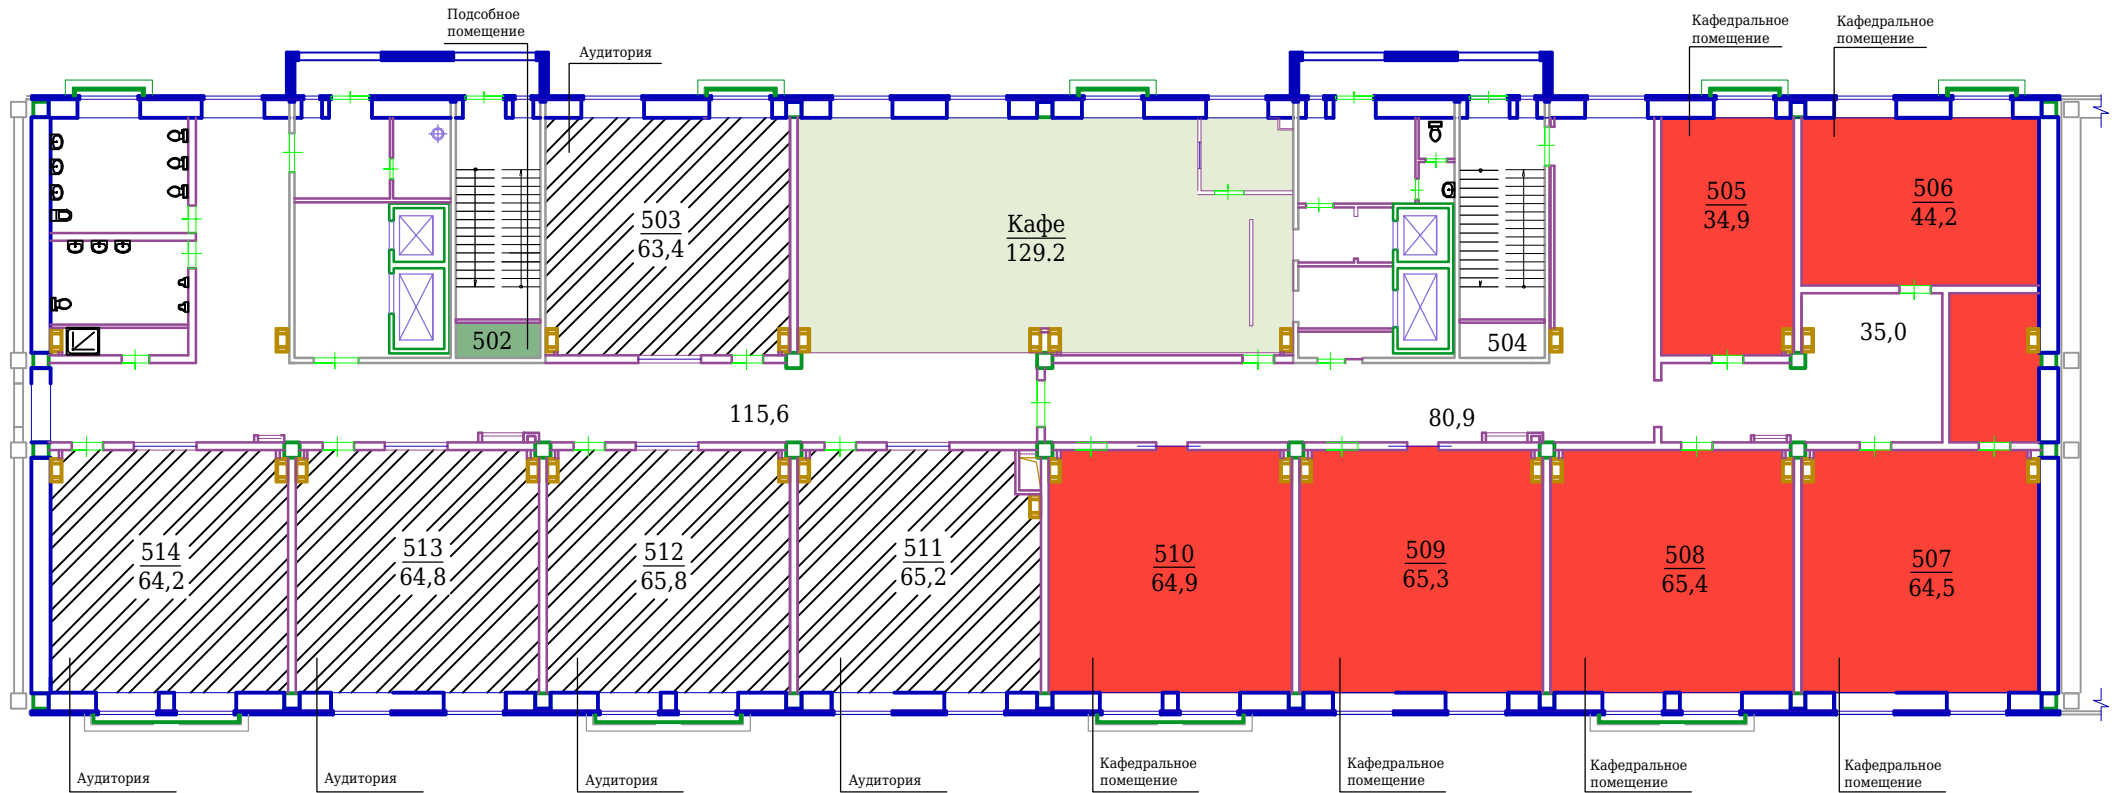 Подсобное
помещение
Аудитория
Кафедральное
помещение
Кафедральное
помещение
503
63,4
Кафе
129.2
505
34,9
506
44,2
502
504
35,0
115,6
80,9
514
64,2
513
64,8
512
65,8
511
65,2
510
64,9
509
65,3
508
65,4
507
64,5
Аудитория
Аудитория
Аудитория
Аудитория
Кафедральное
помещение
Кафедральное
помещение
Кафедральное
помещение
Кафедральное
помещение